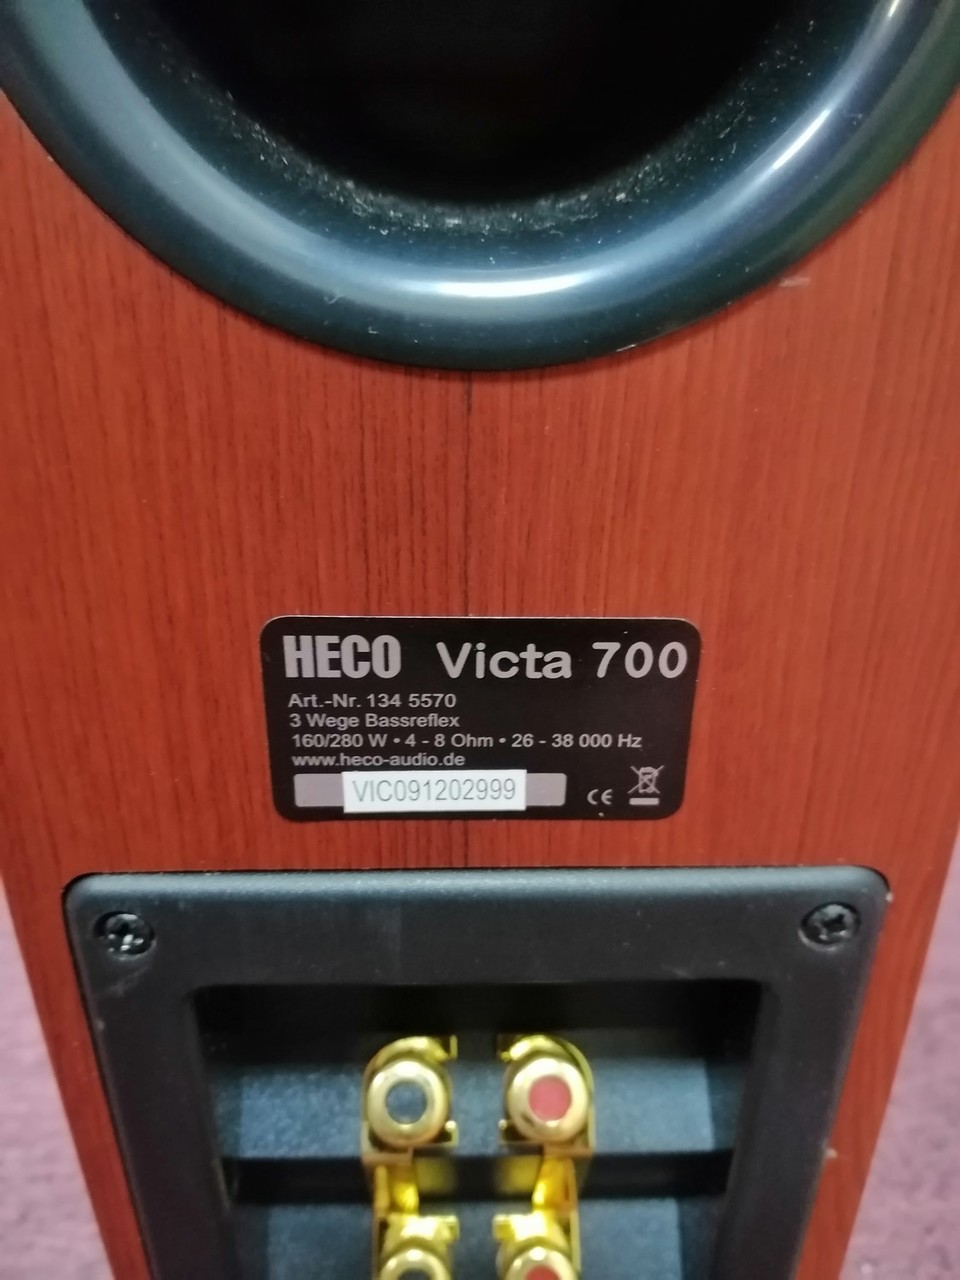 HECO Victa 700
Art.-Nr. 134 5570
3 Wege Bassreflex
160/280 W • 4 - 8 Ohm • 26 - 38 000 Hz
www.heco-audio.de
VIC091202999
CE